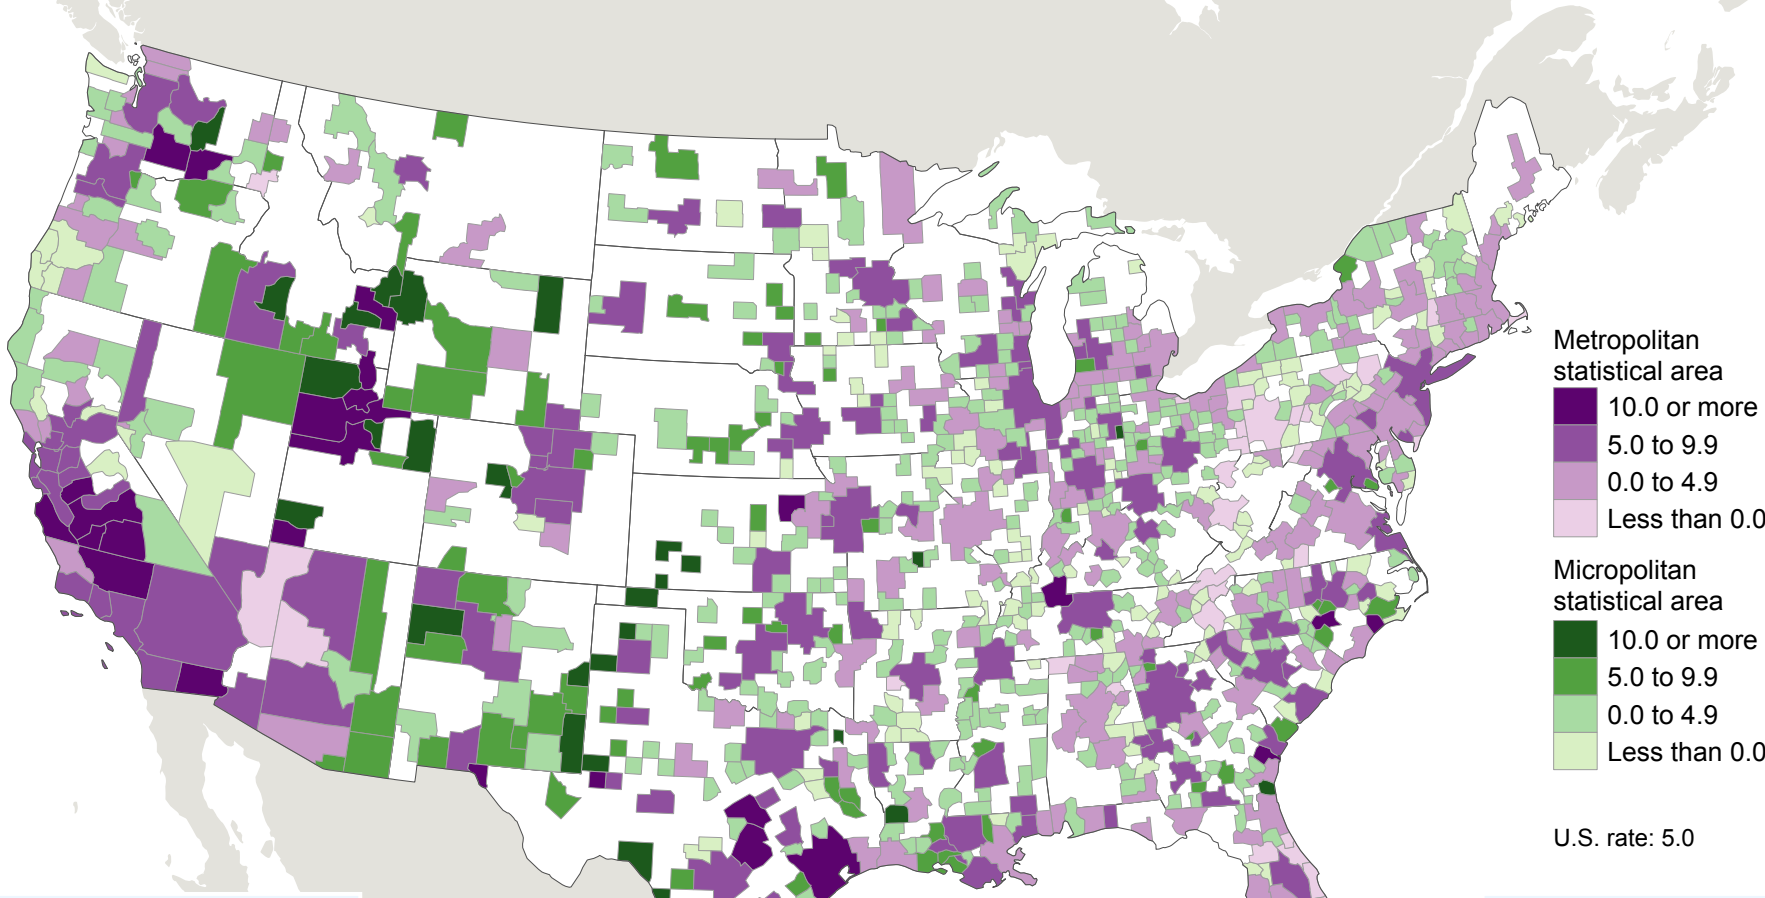 Metropolitan
statistical area
10.0 or more
5.0 to 9.9
0.0 to 4.9
Less than 0.0
Micropolitan
statistical area
10.0 or more
5.0 to 9.9
0.0 to 4.9
Less than 0.0
U.S. rate: 5.0